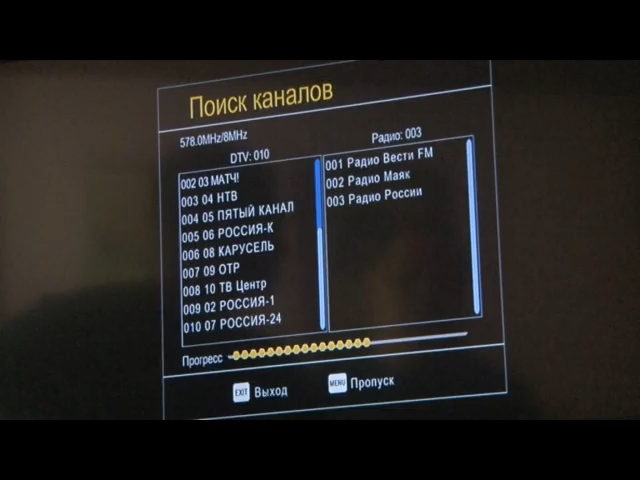 Поиск каналов
578.0MHz/8MHz
DTV: 010
Радио: 003
002 03 МАТЧ!
003 04 НТВ
004 05 ПЯТЫЙ КАНАЛ
005 06 РОССИЯ-К
006 08 КАРУСЕЛЬ
007 09 ОТР
008 10 ТВ Центр
009 02 РОССИЯ-1
010 07 РОССИЯ-24
001 Радио Вести FM
002 Радио Маяк
003 Радио России
Прогресс
EXIT Выход
MENU Пропуск